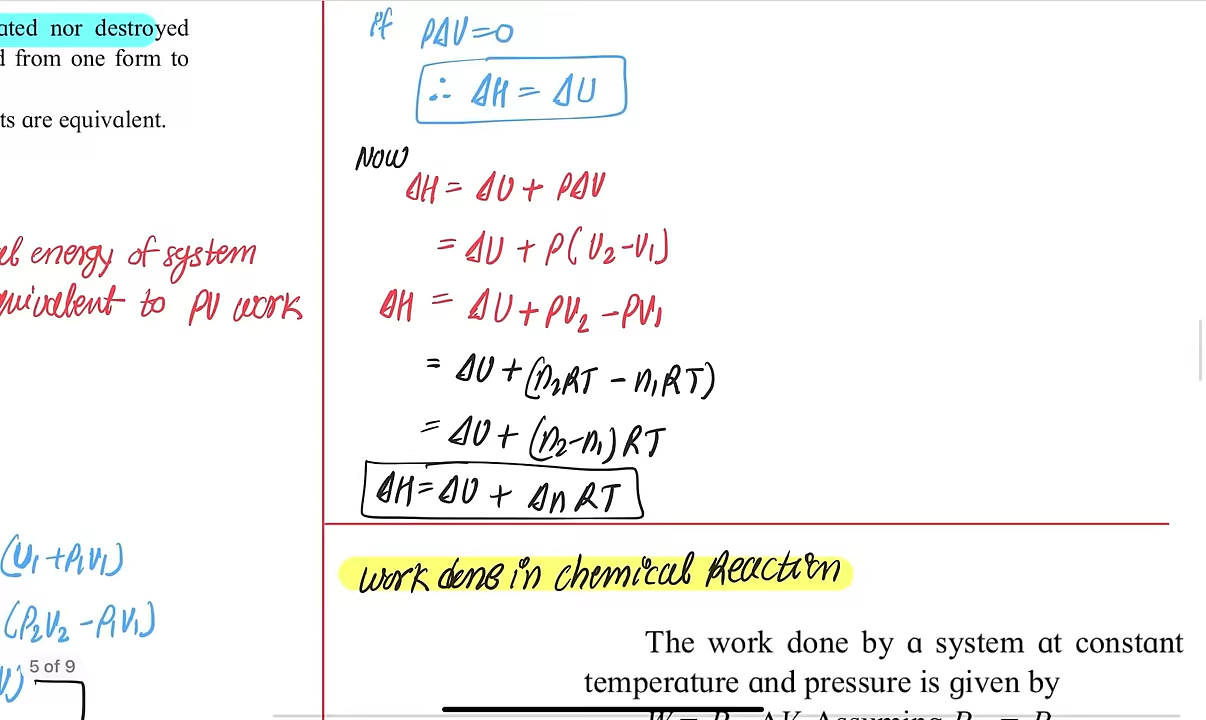 ated nor destroyed
d from one form to
ts are equivalent.
energy of system
to PV work
(U₁ + P₁V₁)
(P₂V₂ - P₁V₁)
5 of 9
if PΔV=0
∴ ΔH = ΔU
Now
ΔH = ΔU + PΔV
= ΔU + P(V₂-V₁)
ΔH = ΔU + PV₂ - PV₁
= ΔU + (n₂RT - n₁RT)
= ΔU + (n₂-n₁)RT
ΔH = ΔU + ΔnRT
work done in chemical Reaction
The work done by a system at constant
temperature and pressure is given by